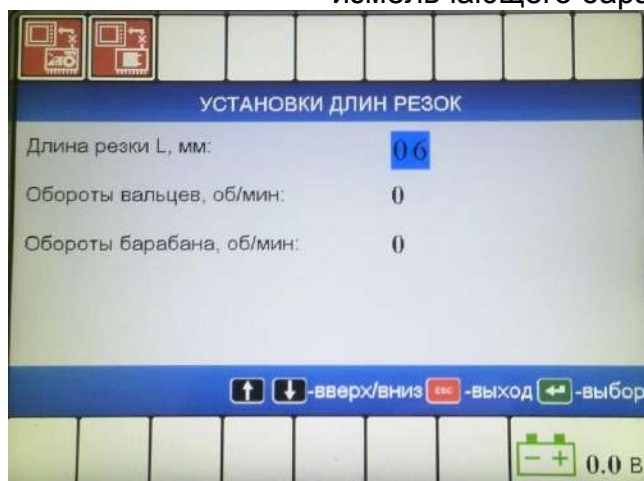 УСТАНОВКИ ДЛИН РЕЗОК
Длина резки L, мм: 06
Обороты вальцев, об/мин: 0
Обороты барабана, об/мин: 0
-вверх/вниз ESC -выход -выбор
0.0 В